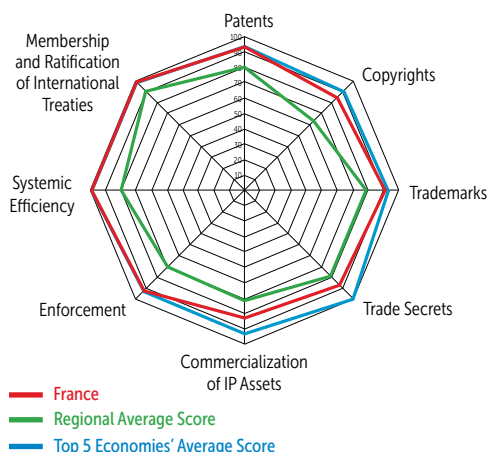 Patents
Membership
and Ratification
of International
Treaties
Copyrights
100
90
80
70
60
50
40
30
20
10
Systemic
Efficiency
Trademarks
Enforcement
Trade Secrets
Commercialization
of IP Assets
France
Regional Average Score
Top 5 Economies' Average Score